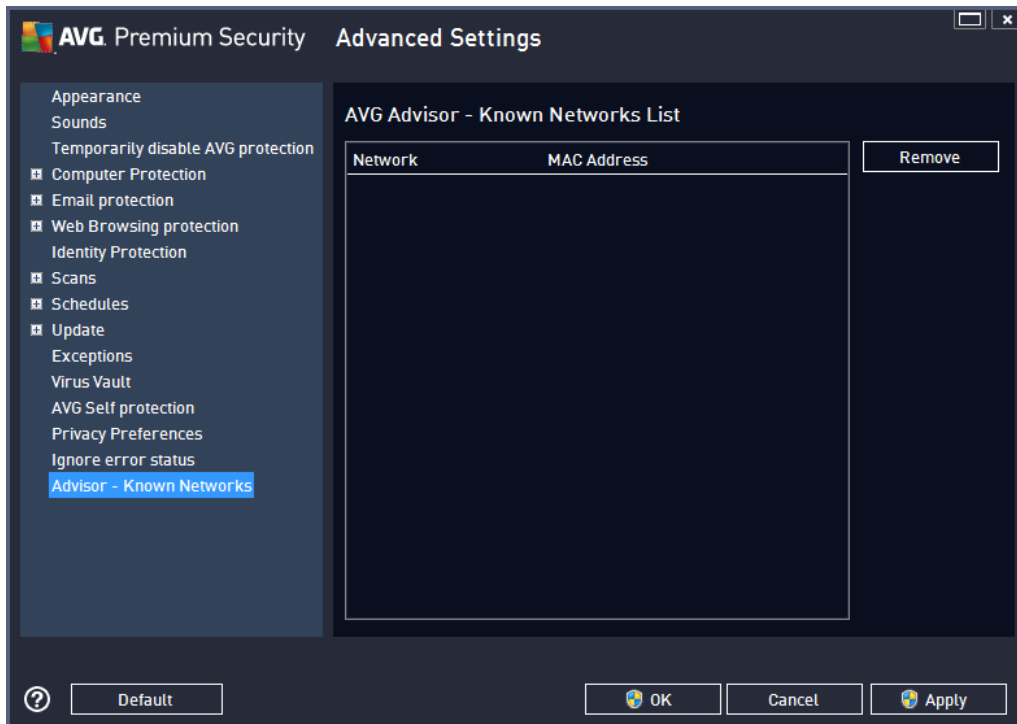 AVG. Premium Security Advanced Settings
Appearance
Sounds
Temporarily disable AVG protection
Computer Protection
Email protection
Web Browsing protection
Identity Protection
Scans
Schedules
Update
Exceptions
Virus Vault
AVG Self protection
Privacy Preferences
Ignore error status
Advisor - Known Networks
AVG Advisor - Known Networks List
Network MAC Address
Remove
Default
OK
Cancel
Apply